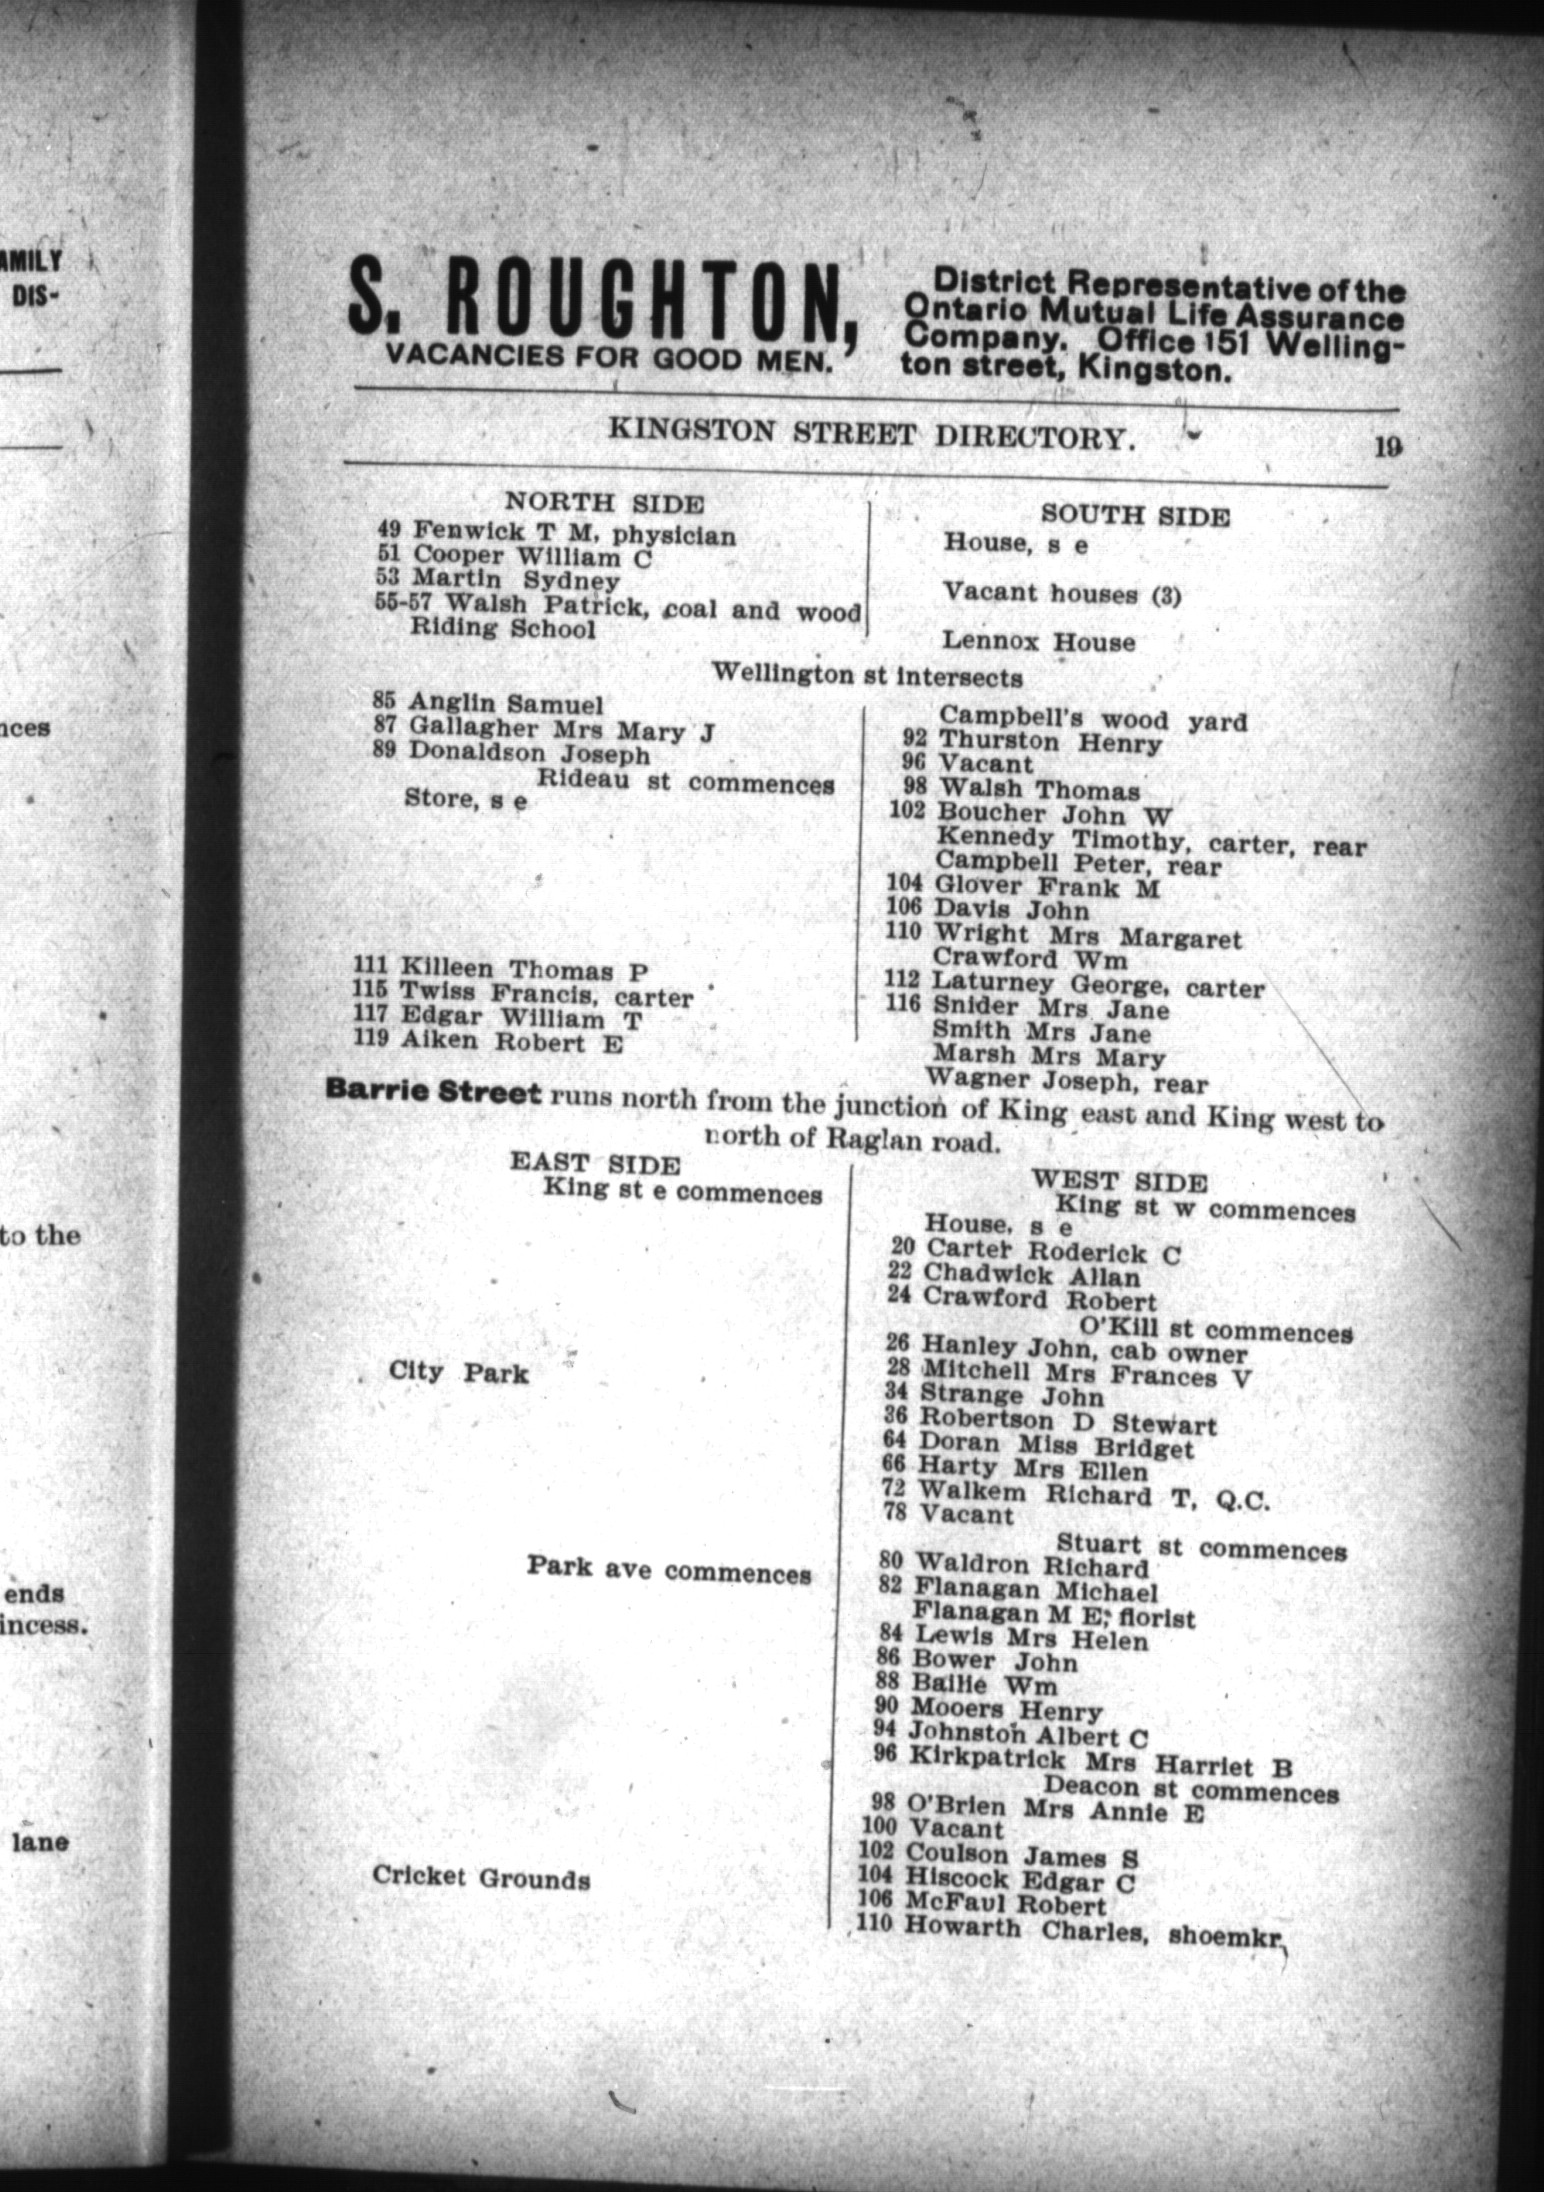 AMILY
DIS-
nces
to the
ends
incess.
lane
S. ROUGHTON,
VACANCIES FOR GOOD MEN.
District Representative of the
Ontario Mutual Life Assurance
Company. Office 151 Welling-
ton street, Kingston.
KINGSTON STREET DIRECTORY. 19
NORTH SIDE
49 Fenwick T M, physician
51 Cooper William C
53 Martin Sydney
55-57 Walsh Patrick, coal and wood
Riding School
SOUTH SIDE
House, s e
Vacant houses (3)
Lennox House
Wellington st intersects
85 Anglin Samuel
87 Gallagher Mrs Mary J
89 Donaldson Joseph
Rideau st commences
Store, s e
111 Killeen Thomas P
115 Twiss Francis, carter
117 Edgar William T
119 Aiken Robert E
Campbell's wood yard
92 Thurston Henry
96 Vacant
98 Walsh Thomas
102 Boucher John W
Kennedy Timothy, carter, rear
Campbell Peter, rear
104 Glover Frank M
106 Davis John
110 Wright Mrs Margaret
Crawford Wm
112 Laturney George, carter
116 Snider Mrs Jane
Smith Mrs Jane
Marsh Mrs Mary
Wagner Joseph, rear
Barrie Street runs north from the junction of King east and King west to
north of Raglan road.
EAST SIDE
King st e commences
City Park
Park ave commences
Cricket Grounds
WEST SIDE
King st w commences
House, s e
20 Carter Roderick C
22 Chadwick Allan
24 Crawford Robert
O'Kill st commences
26 Hanley John, cab owner
28 Mitchell Mrs Frances V
34 Strange John
36 Robertson D Stewart
64 Doran Miss Bridget
66 Harty Mrs Ellen
72 Walkem Richard T, Q.C.
78 Vacant
Stuart st commences
80 Waldron Richard
82 Flanagan Michael
Flanagan M E, florist
84 Lewis Mrs Helen
86 Bower John
88 Baillie Wm
90 Mooers Henry
94 Johnston Albert C
96 Kirkpatrick Mrs Harriet B
Deacon st commences
98 O'Brien Mrs Annie E
100 Vacant
102 Coulson James S
104 Hiscock Edgar C
106 McFaul Robert
110 Howarth Charles, shoemkr